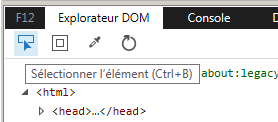 F12 Explorateur DOM Console
Sélectionner l'élément (Ctrl+B) about:legacy
<html>
<head>…</head>